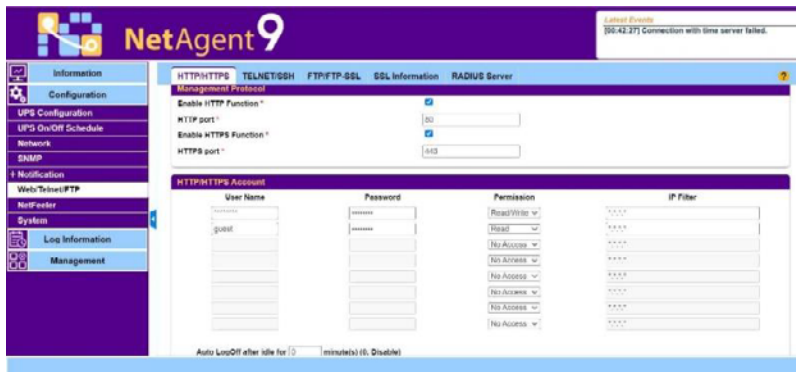 NetAgent 9
Latest Events
[00:42:27] Connection with time server failed.
Information
Configuration
UPS Configuration
UPS On/Off Schedule
Network
SNMP
+ Notification
Web/Telnet/FTP
NetFeeler
System
Log Information
Management
HTTP/HTTPS TELNET/SSH FTP/FTP-SSL SSL Information RADIUS Server ?
Management Protocol
Enable HTTP Function *
HTTP port * 80
Enable HTTPS Function *
HTTPS port * 443
HTTP/HTTPS Account
User Name Password Permission IP Filter
******** ******** Read/Write *.*.*.*
guest ******** Read *.*.*.*
No Access *.*.*.*
No Access *.*.*.*
No Access *.*.*.*
No Access *.*.*.*
No Access *.*.*.*
No Access *.*.*.*
Auto LogOff after idle for 0 minute(s) (0, Disable)